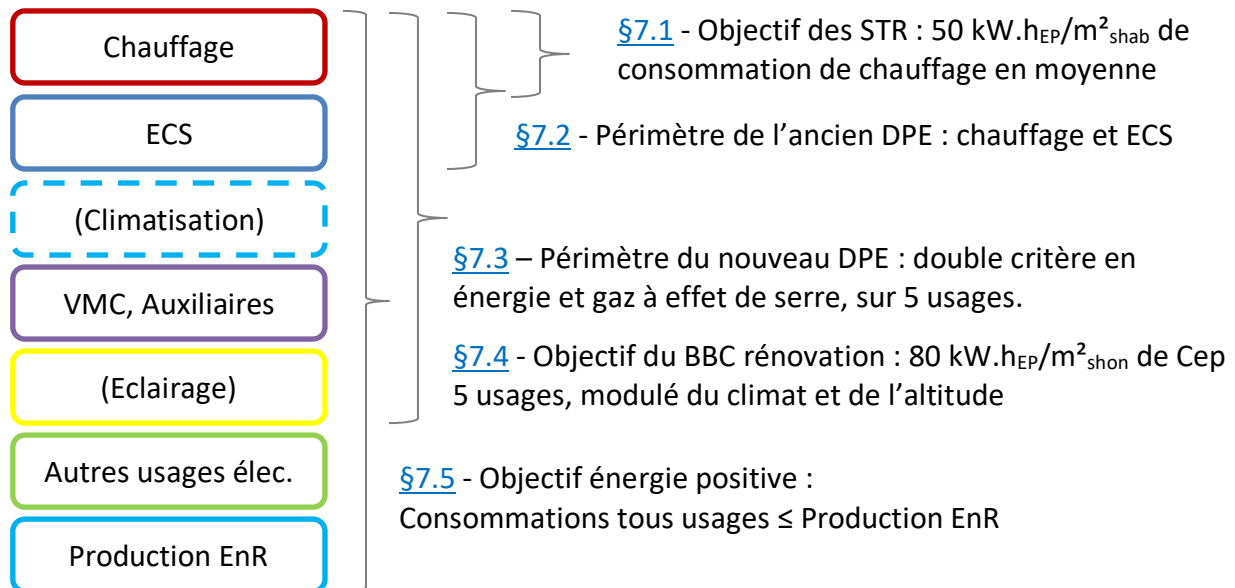 Chauffage
ECS
(Climatisation)
VMC, Auxiliaires
(Eclairage)
Autres usages élec.
Production EnR
§7.1 - Objectif des STR : 50 kW.hEP/m²shab de
consommation de chauffage en moyenne
§7.2 - Périmètre de l’ancien DPE : chauffage et ECS
§7.3 – Périmètre du nouveau DPE : double critère en
énergie et gaz à effet de serre, sur 5 usages.
§7.4 - Objectif du BBC rénovation : 80 kW.hEP/m²shon de Cep
5 usages, modulé du climat et de l’altitude
§7.5 - Objectif énergie positive :
Consommations tous usages ≤ Production EnR